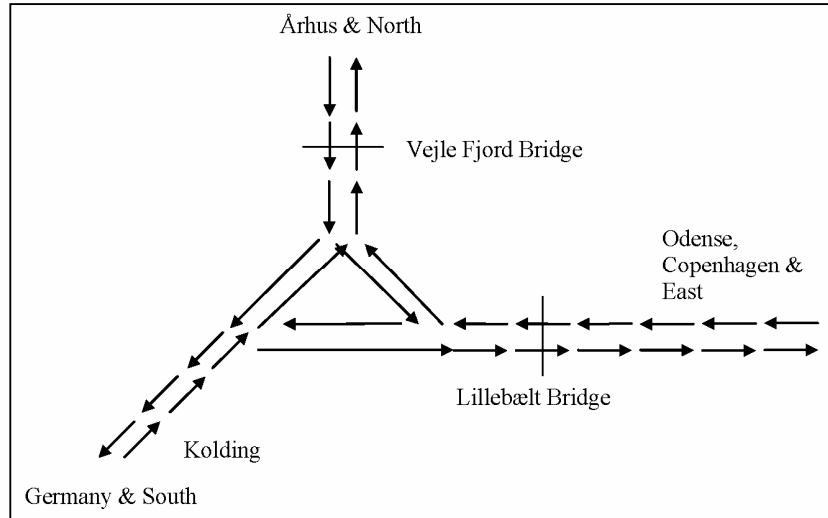 Århus & North
Vejle Fjord Bridge
Odense,
Copenhagen &
East
Lillebælt Bridge
Kolding
Germany & South